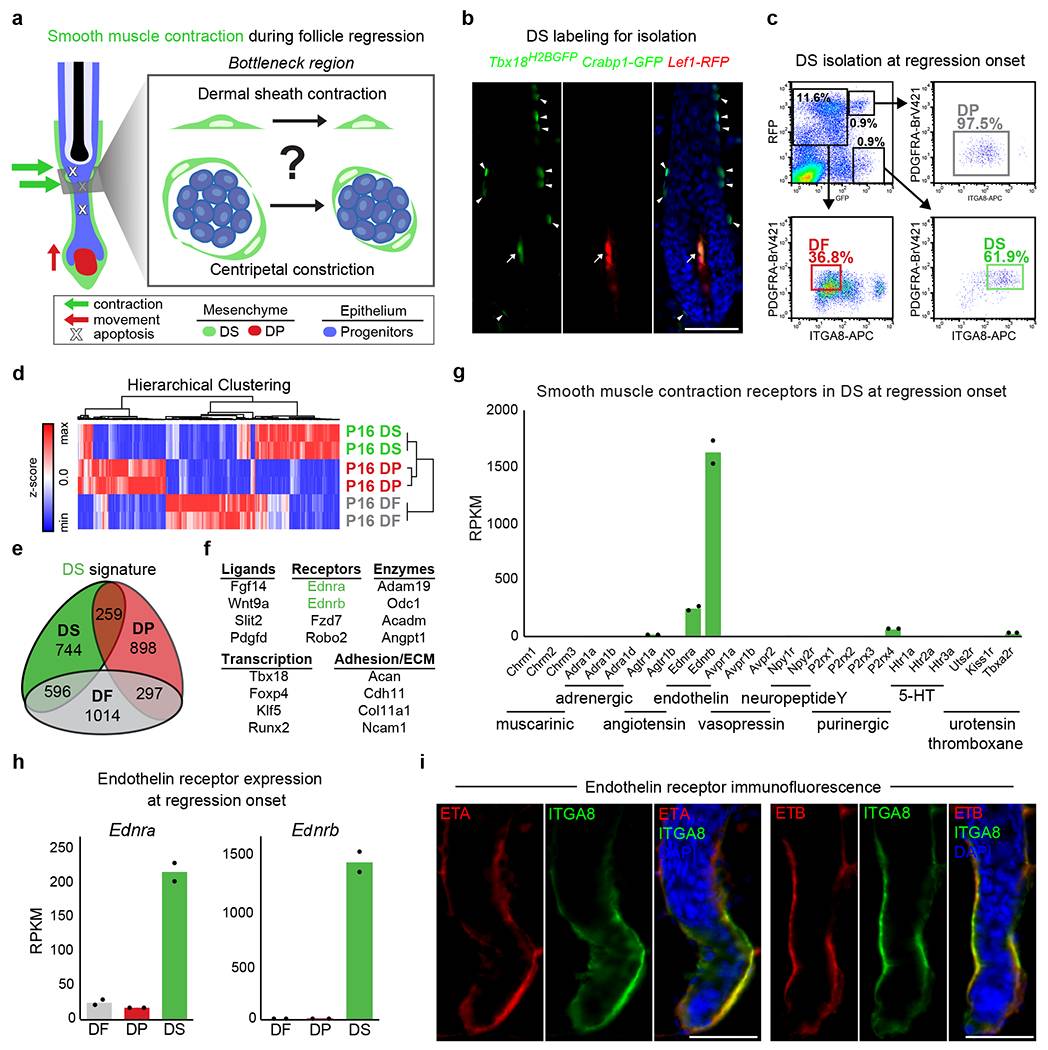 a
Smooth muscle contraction during follicle regression
Bottleneck region
Dermal sheath contraction
?
Centripetal constriction
X
X
X
contraction
movement
X apoptosis
Mesenchyme
DS DP
Epithelium
Progenitors
b
DS labeling for isolation
Tbx18H2BGFP Crabp1-GFP Lef1-RFP
c
DS isolation at regression onset
RFP
11.6%
0.9%
0.9%
GFP
PDGFRA-BrV421
DP
97.5%
ITGA8-APC
PDGFRA-BrV421
DF
36.8%
ITGA8-APC
PDGFRA-BrV421
DS
61.9%
ITGA8-APC
d
Hierarchical Clustering
z-score
max
0.0
min
P16 DS
P16 DS
P16 DP
P16 DP
P16 DF
P16 DF
e
DS signature
259
DS
744
DP
898
596
DF
1014
297
f
Ligands Receptors Enzymes
Fgf14 Ednra Adam19
Wnt9a Ednrb Odc1
Slit2 Fzd7 Acadm
Pdgfd Robo2 Angpt1
Transcription Adhesion/ECM
Tbx18 Acan
Foxp4 Cdh11
Klf5 Col11a1
Runx2 Ncam1
g
Smooth muscle contraction receptors in DS at regression onset
RPKM
2000
1500
1000
500
0
Chrm1 Chrm2 Chrm3 Adra1a Adra1b Adra1d Agtr1a Agtr1b Ednra Ednrb Avpr1a Avpr1b Avpr2 Npy1r Npy2r P2rx1 P2rx2 P2rx3 P2rx4 Htr1a Htr2a Htr3a Uts2r Kiss1r Tbxa2r
adrenergic endothelin neuropeptideY 5-HT
muscarinic angiotensin vasopressin purinergic urotensin
thromboxane
h
Endothelin receptor expression
at regression onset
Ednra
RPKM
250
200
150
100
50
0
DF DP DS
Ednrb
1500
1000
500
0
DF DP DS
i
Endothelin receptor immunofluorescence
ETA
ITGA8
ETA
ITGA8
DAPI
ETB
ITGA8
ETB
ITGA8
DAPI